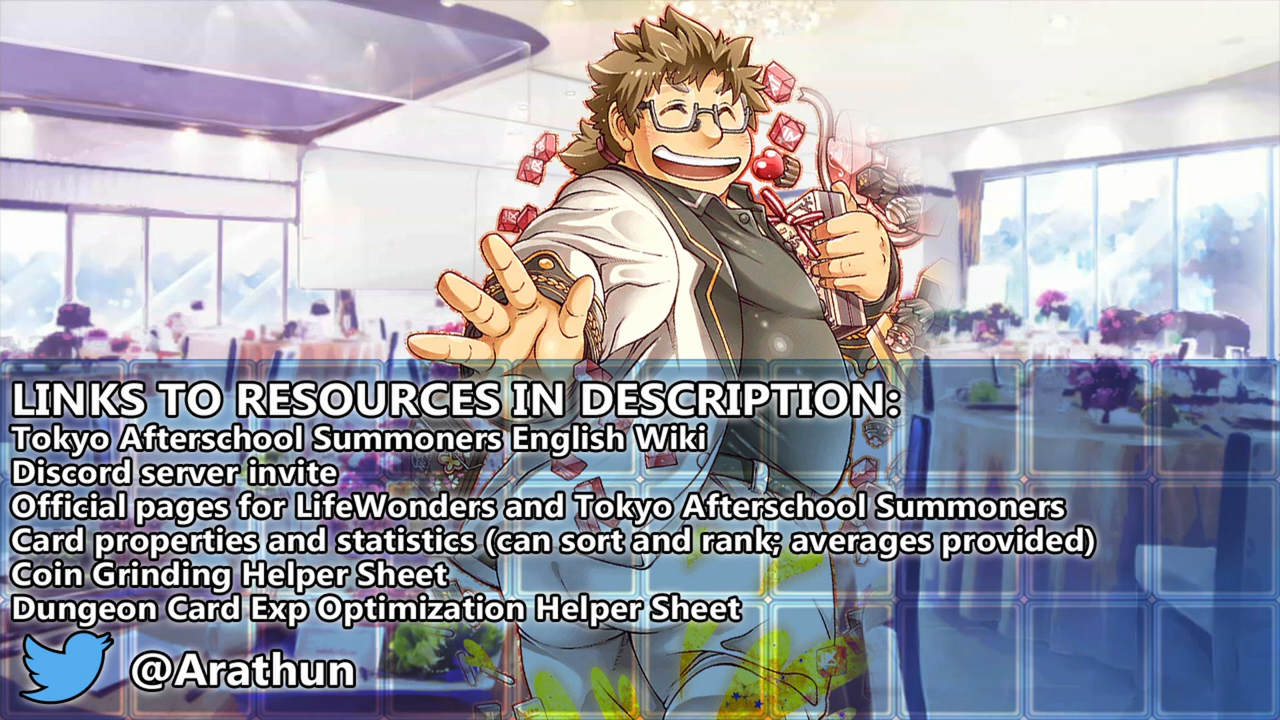 LINKS TO RESOURCES IN DESCRIPTION:
Tokyo Afterschool Summoners English Wiki
Discord server invite
Official pages for LifeWonders and Tokyo Afterschool Summoners
Card properties and statistics (can sort and rank; averages provided)
Coin Grinding Helper Sheet
Dungeon Card Exp Optimization Helper Sheet
@Arathun